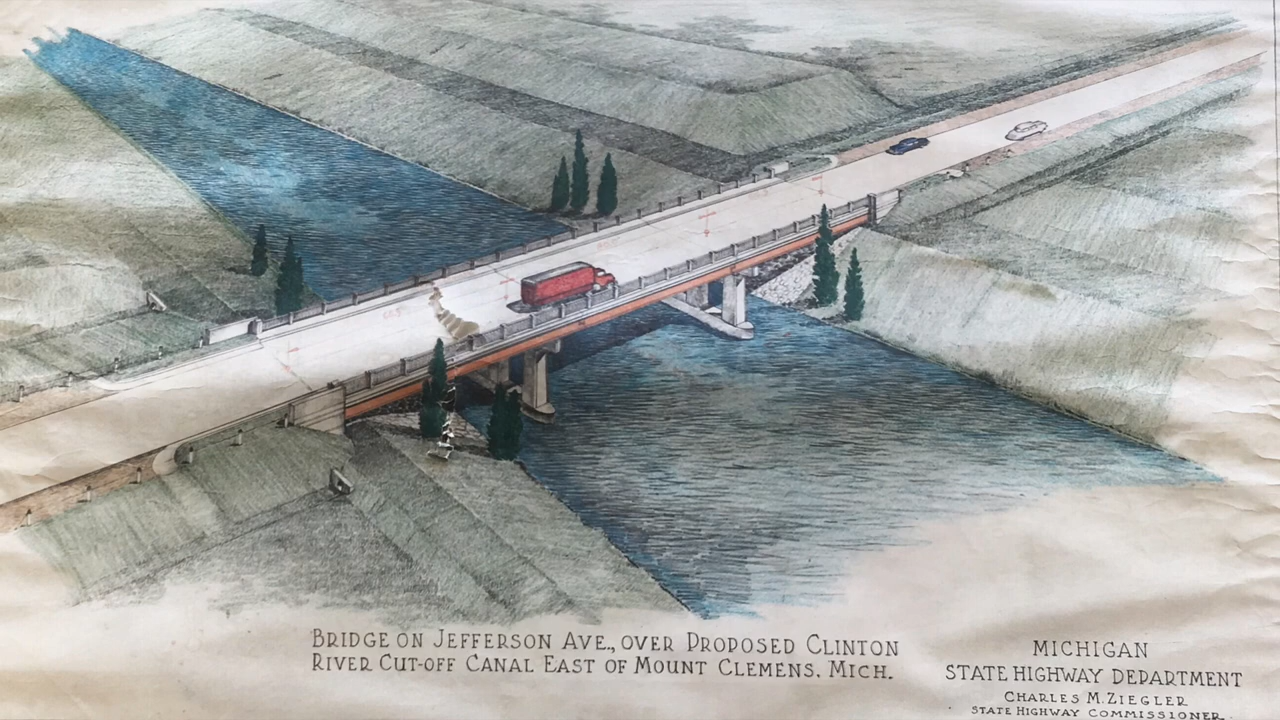 BRIDGE ON JEFFERSON AVE., OVER PROPOSED CLINTON
RIVER CUT-OFF CANAL EAST OF MOUNT CLEMENS. MICH.
MICHIGAN
STATE HIGHWAY DEPARTMENT
CHARLES M. ZIEGLER
STATE HIGHWAY COMMISSIONER